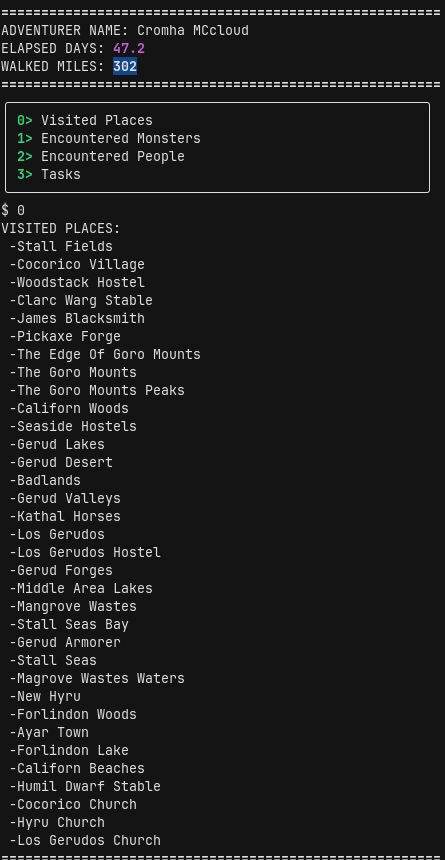 =======================================================
ADVENTURER NAME: Cromha MCcloud
ELAPSED DAYS: 47.2
WALKED MILES: 302
=======================================================
0> Visited Places
1> Encountered Monsters
2> Encountered People
3> Tasks
$ 0
VISITED PLACES:
-Stall Fields
-Cocorico Village
-Woodstack Hostel
-Clarc Warg Stable
-James Blacksmith
-Pickaxe Forge
-The Edge Of Goro Mounts
-The Goro Mounts
-The Goro Mounts Peaks
-Californ Woods
-Seaside Hostels
-Gerud Lakes
-Gerud Desert
-Badlands
-Gerud Valleys
-Kathal Horses
-Los Gerudos
-Los Gerudos Hostel
-Gerud Forges
-Middle Area Lakes
-Mangrove Wastes
-Stall Seas Bay
-Gerud Armorer
-Stall Seas
-Magrove Wastes Waters
-New Hyru
-Forlindon Woods
-Ayar Town
-Forlindon Lake
-Californ Beaches
-Humil Dwarf Stable
-Cocorico Church
-Hyru Church
-Los Gerudos Church
=======================================================